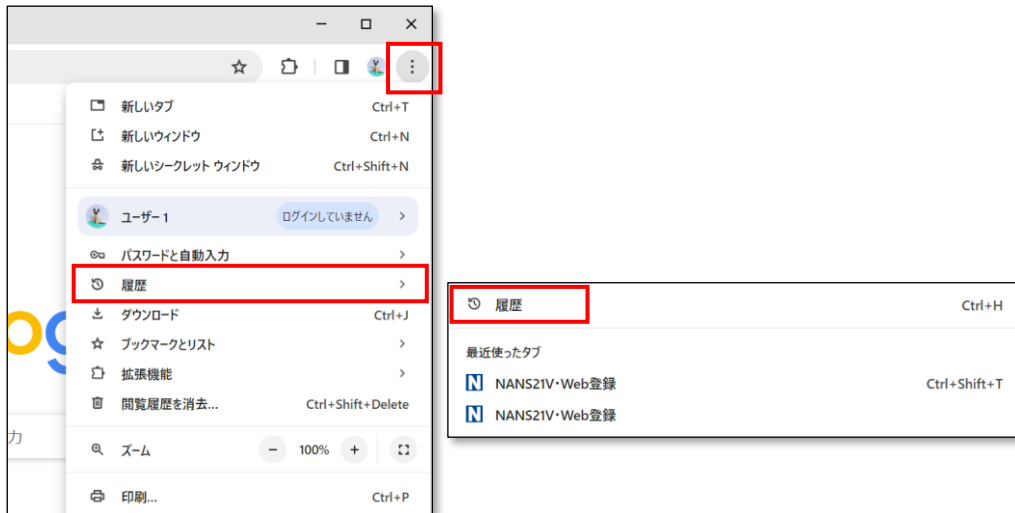 新しいタブ Ctrl+T
新しいウィンドウ Ctrl+N
新しいシークレット ウィンドウ Ctrl+Shift+N
ユーザー 1 ログインしていません
パスワードと自動入力
履歴
ダウンロード Ctrl+J
ブックマークとリスト
拡張機能
閲覧履歴を消去... Ctrl+Shift+Delete
ズーム − 100% +
印刷... Ctrl+P
og
力
履歴 Ctrl+H
最近使ったタブ
N NANS21V・Web登録 Ctrl+Shift+T
N NANS21V・Web登録